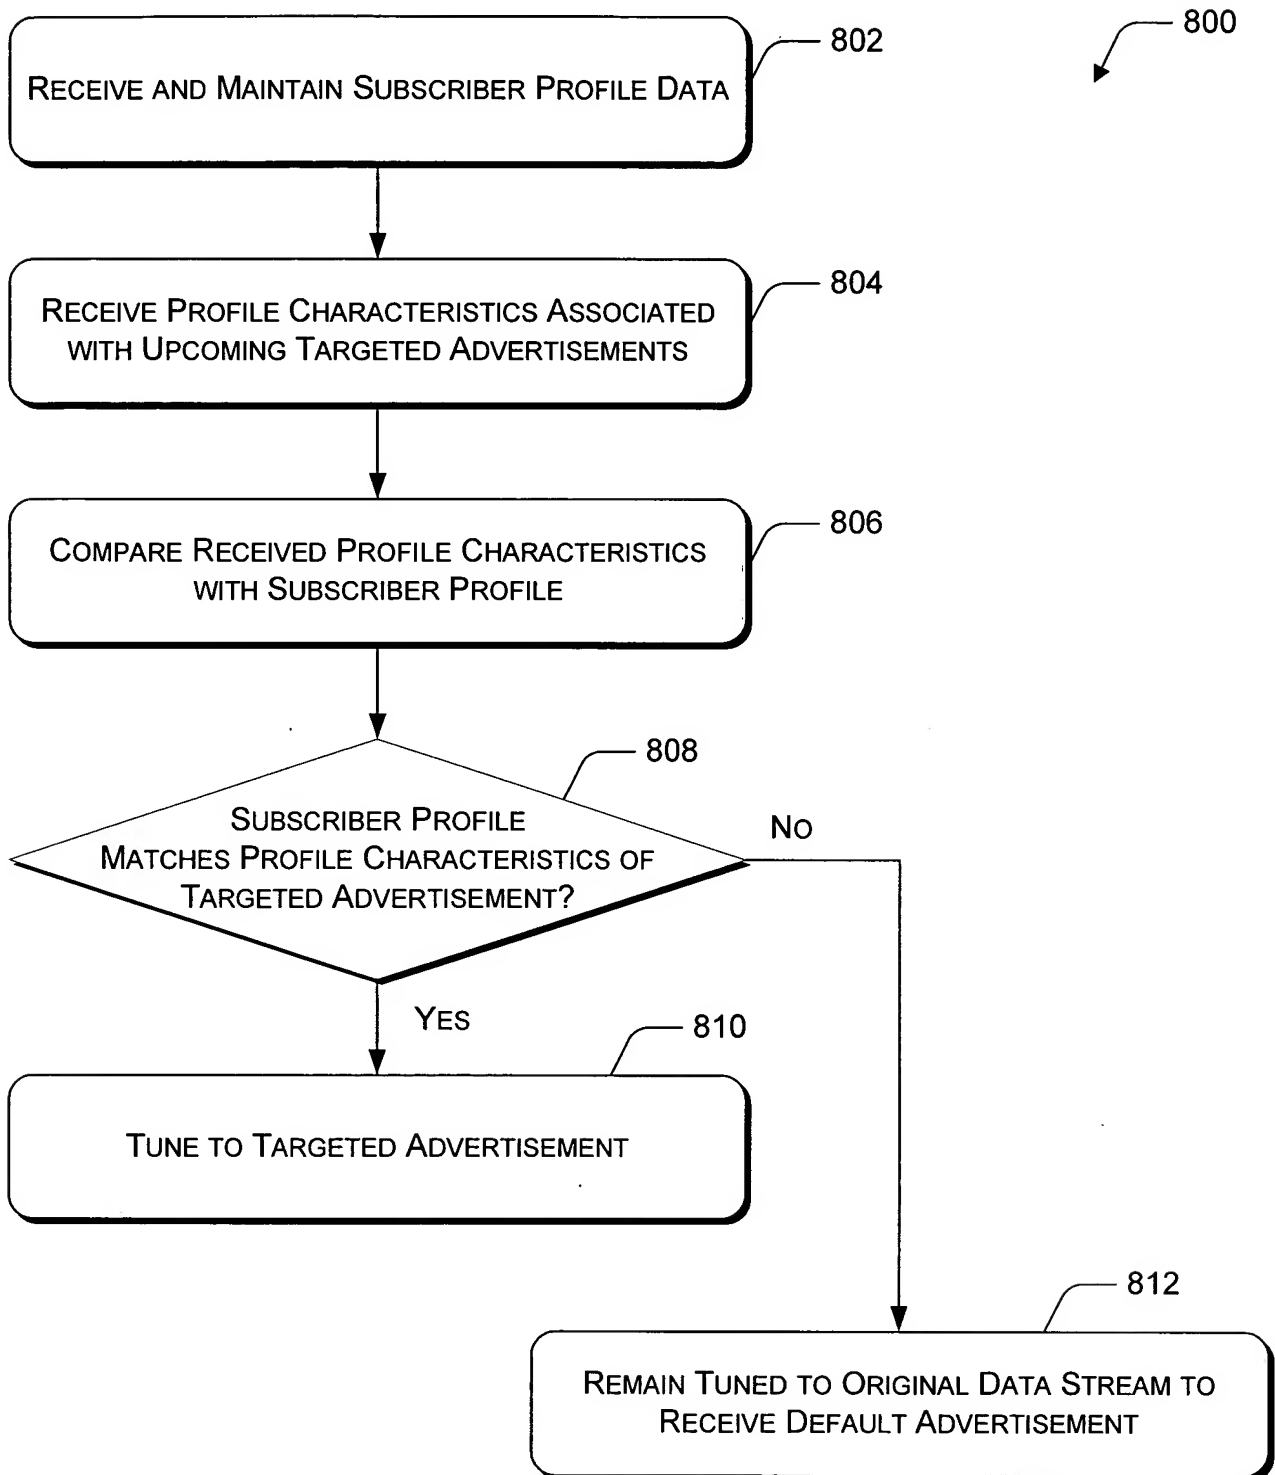 800
802
RECEIVE AND MAINTAIN SUBSCRIBER PROFILE DATA
804
RECEIVE PROFILE CHARACTERISTICS ASSOCIATED
WITH UPCOMING TARGETED ADVERTISEMENTS
806
COMPARE RECEIVED PROFILE CHARACTERISTICS
WITH SUBSCRIBER PROFILE
808
SUBSCRIBER PROFILE
MATCHES PROFILE CHARACTERISTICS OF
TARGETED ADVERTISEMENT?
NO
YES
810
TUNE TO TARGETED ADVERTISEMENT
812
REMAIN TUNED TO ORIGINAL DATA STREAM TO
RECEIVE DEFAULT ADVERTISEMENT